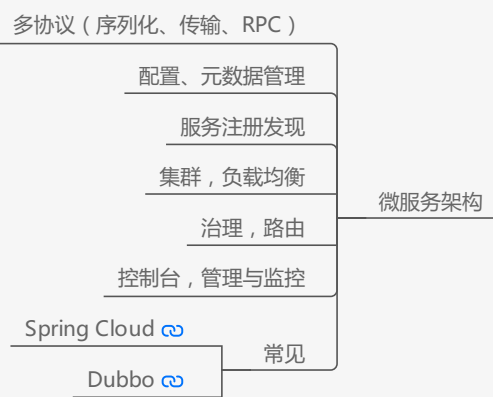 多协议（序列化、传输、RPC）
配置、元数据管理
服务注册发现
集群，负载均衡
微服务架构
治理，路由
控制台，管理与监控
Spring Cloud
常见
Dubbo